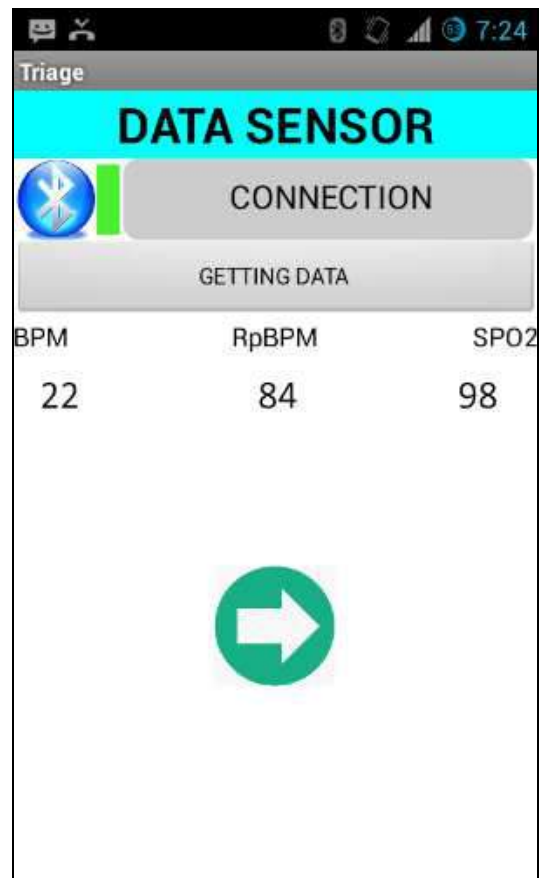 7:24
Triage
DATA SENSOR
CONNECTION
GETTING DATA
BPM RpBPM SPO2
22 84 98